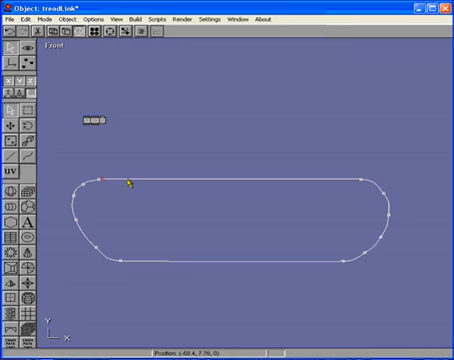 Object: treadLink*
File Edit Mode Object Options View Build Scripts Render Settings Window About
Front
X Y Z
UV
A
Y
X
Position: (-60.4, 7.76, 0)